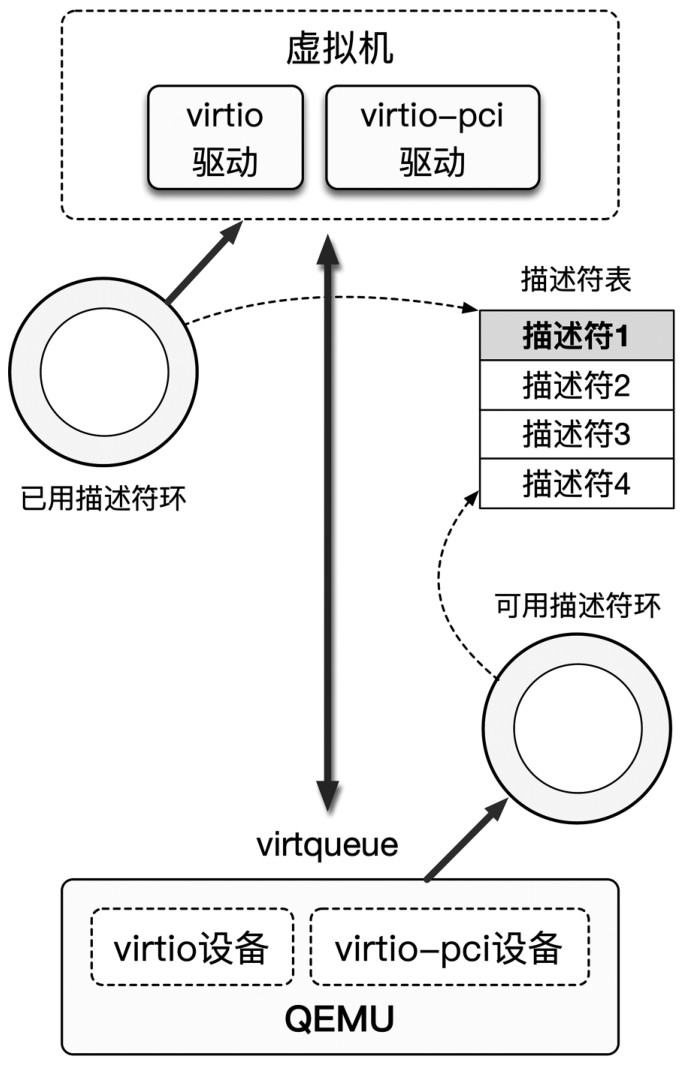 虚拟机
virtio
驱动
virtio-pci
驱动
描述符表
描述符1
描述符2
描述符3
描述符4
已用描述符环
可用描述符环
virtqueue
virtio设备
virtio-pci设备
QEMU